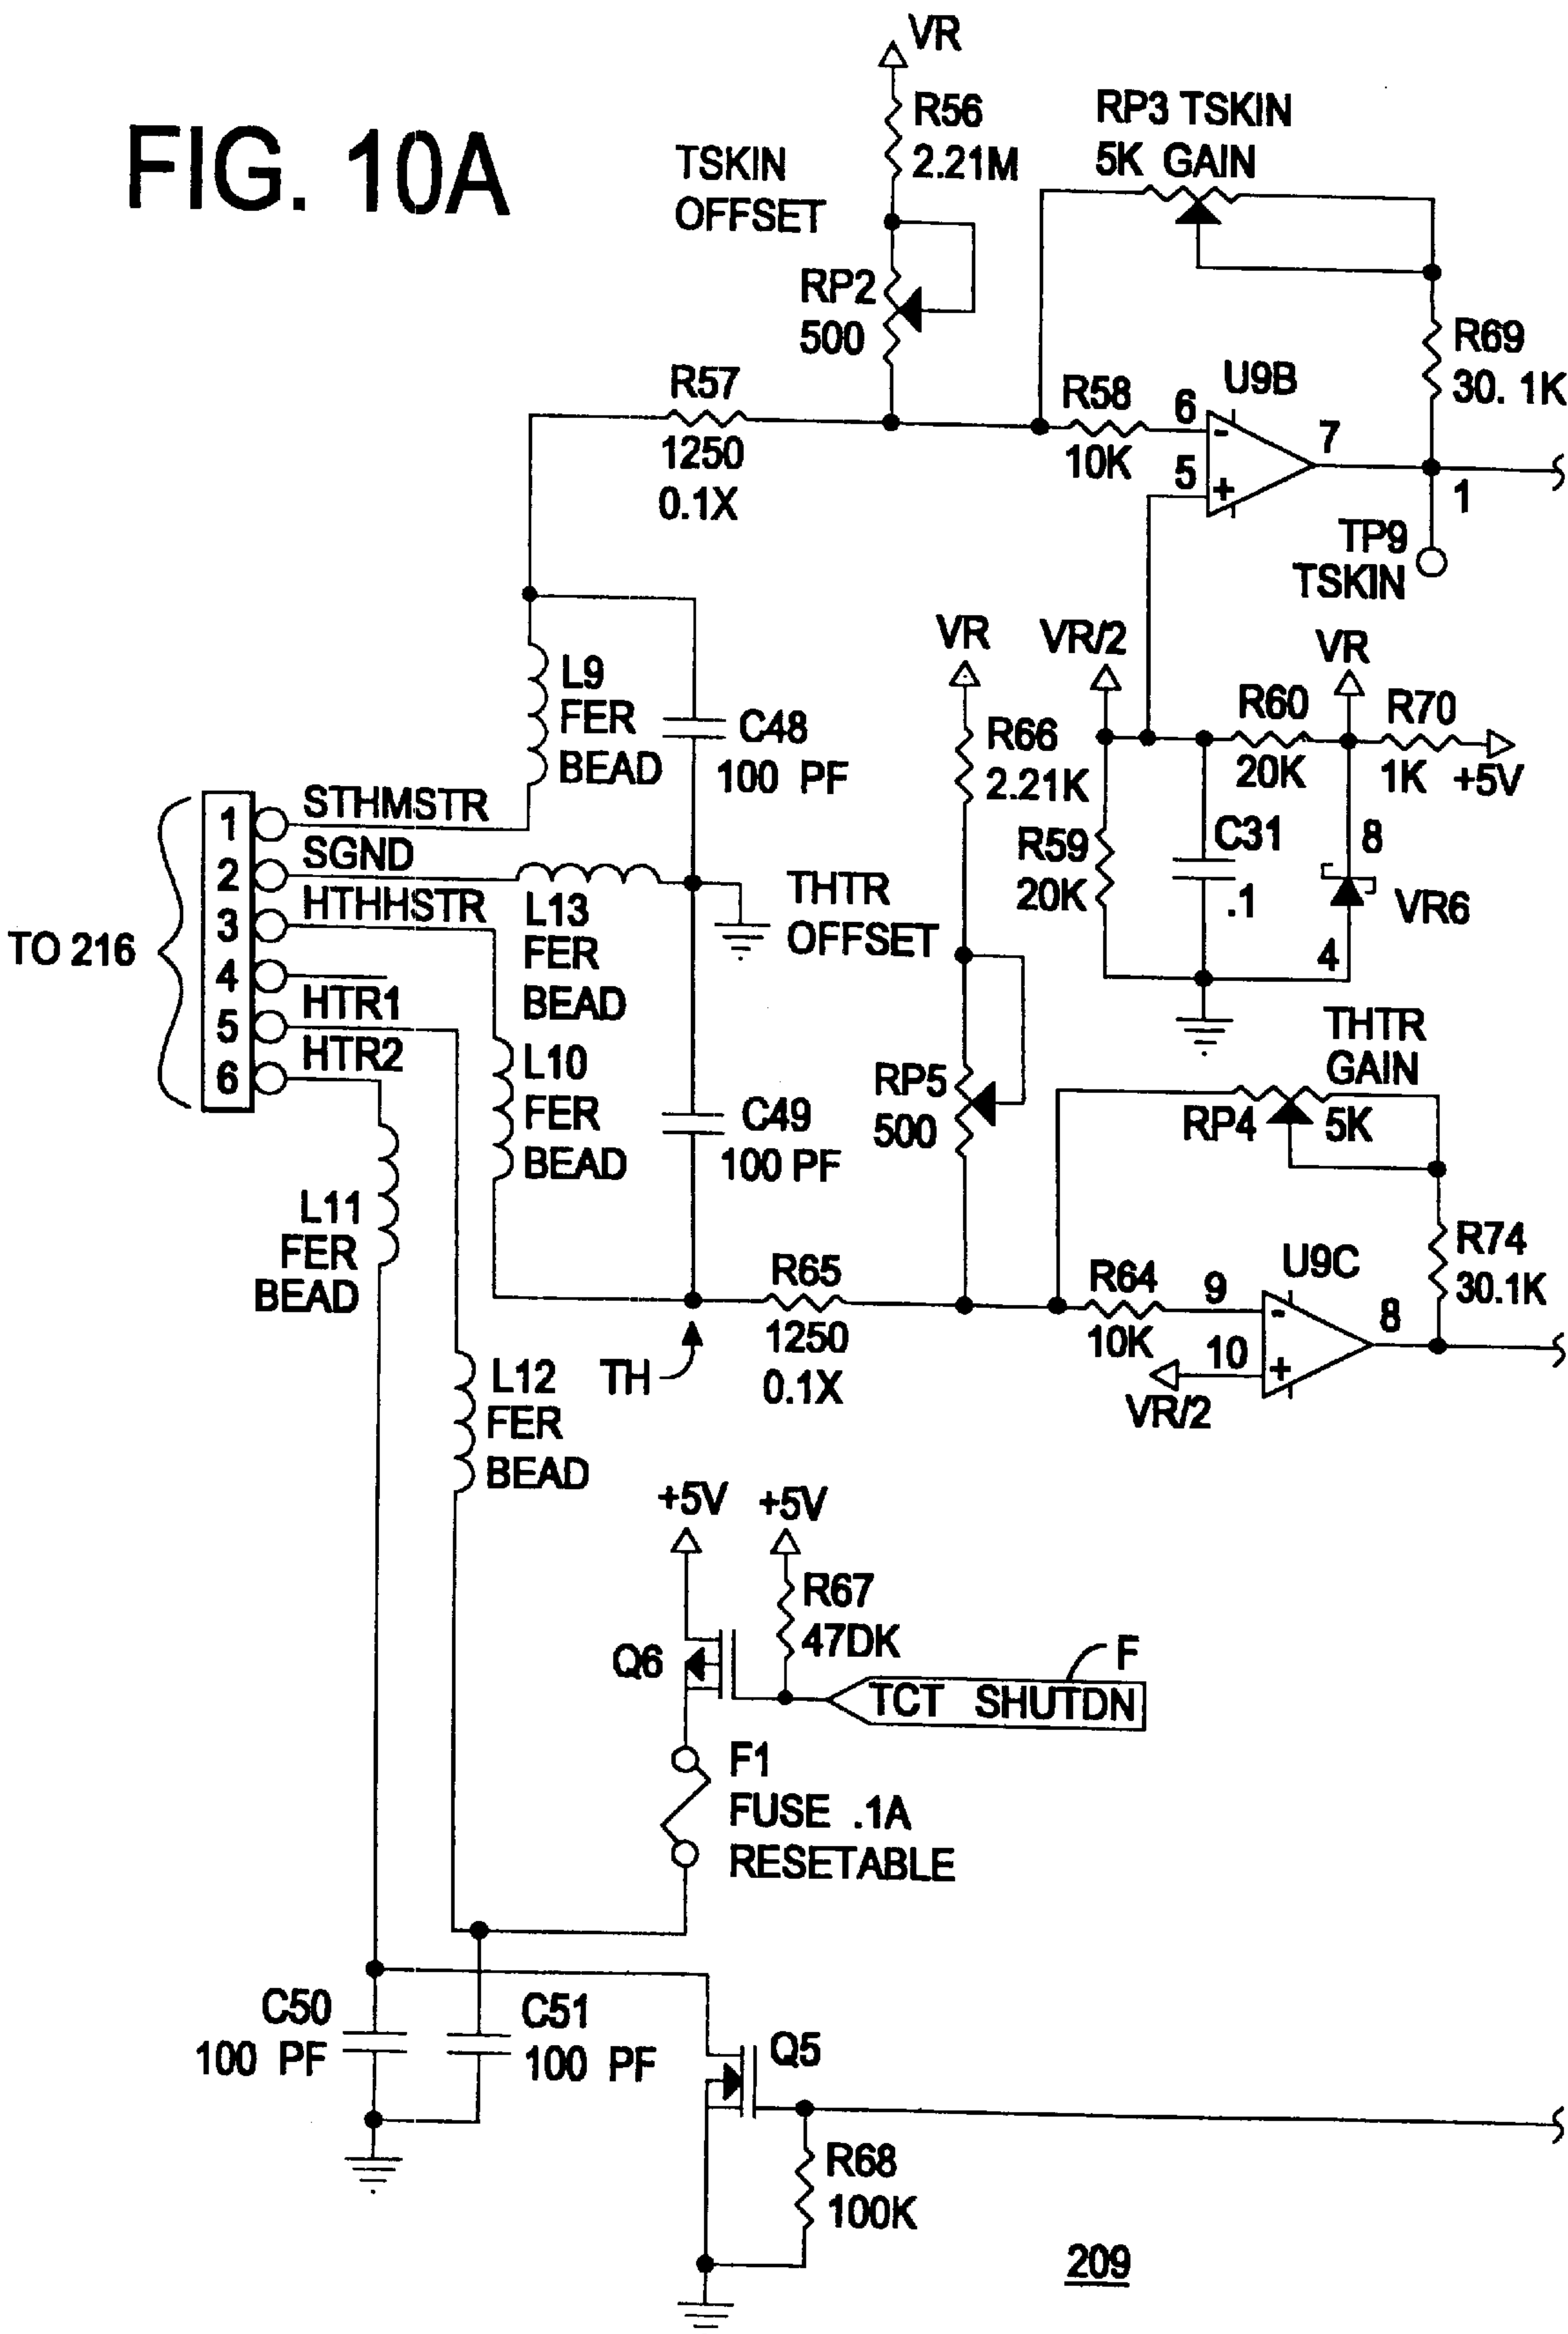 FIG. 10A
VR
R56
2.21M
TSKIN
OFFSET
RP2
500
RP3 TSKIN
5K GAIN
R69
30. 1K
R57
1250
0.1X
R58
10K
6
-
5
+
U9B
7
1
TP9
TSKIN
L9
FER
BEAD
C48
100 PF
VR
R66
2.21K
VR/2
VR
R60
20K
R70
1K
+5V
R59
20K
C31
.1
8
4
VR6
TO 216
1
2
3
4
5
6
STHMSTR
SGND
HTHHSTR
HTR1
HTR2
L13
FER
BEAD
THTR
OFFSET
L10
FER
BEAD
C49
100 PF
RP5
500
THTR
GAIN
RP4
5K
L11
FER
BEAD
R65
1250
0.1X
TH
R64
10K
9
-
10
+
VR/2
U9C
8
R74
30.1K
L12
FER
BEAD
+5V
+5V
R67
47DK
Q6
F
TCT SHUTDN
F1
FUSE .1A
RESETABLE
C50
100 PF
C51
100 PF
Q5
R68
100K
209